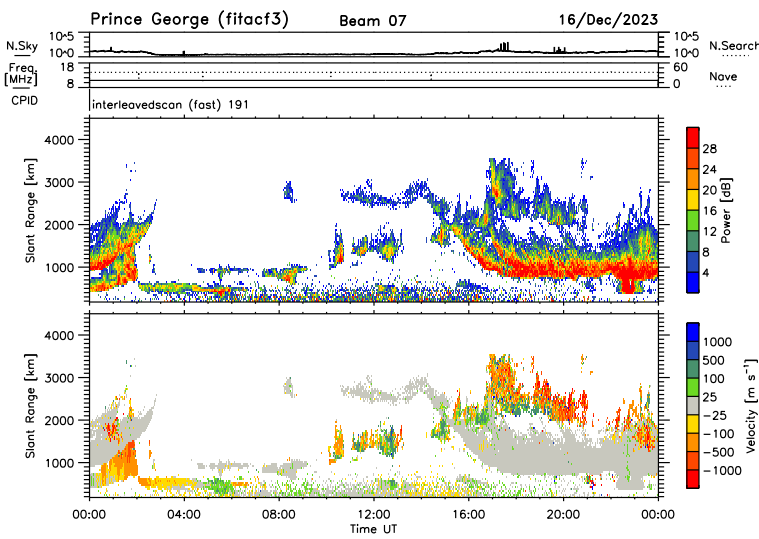 Prince George (fitacf3) Beam 07 16/Dec/2023
N.Sky 10^5 10^0 10^5 10^0 N.Search
Freq. [MHz] 18 8 60 0 Nave
CPID interleavedscan (fast) 191
Slant Range [km]
4000
3000
2000
1000
Power [dB]
28
24
20
16
12
8
4
Slant Range [km]
4000
3000
2000
1000
Velocity [m s⁻¹]
1000
500
100
25
−25
−100
−500
−1000
00:00 04:00 08:00 12:00 16:00 20:00 00:00
Time UT